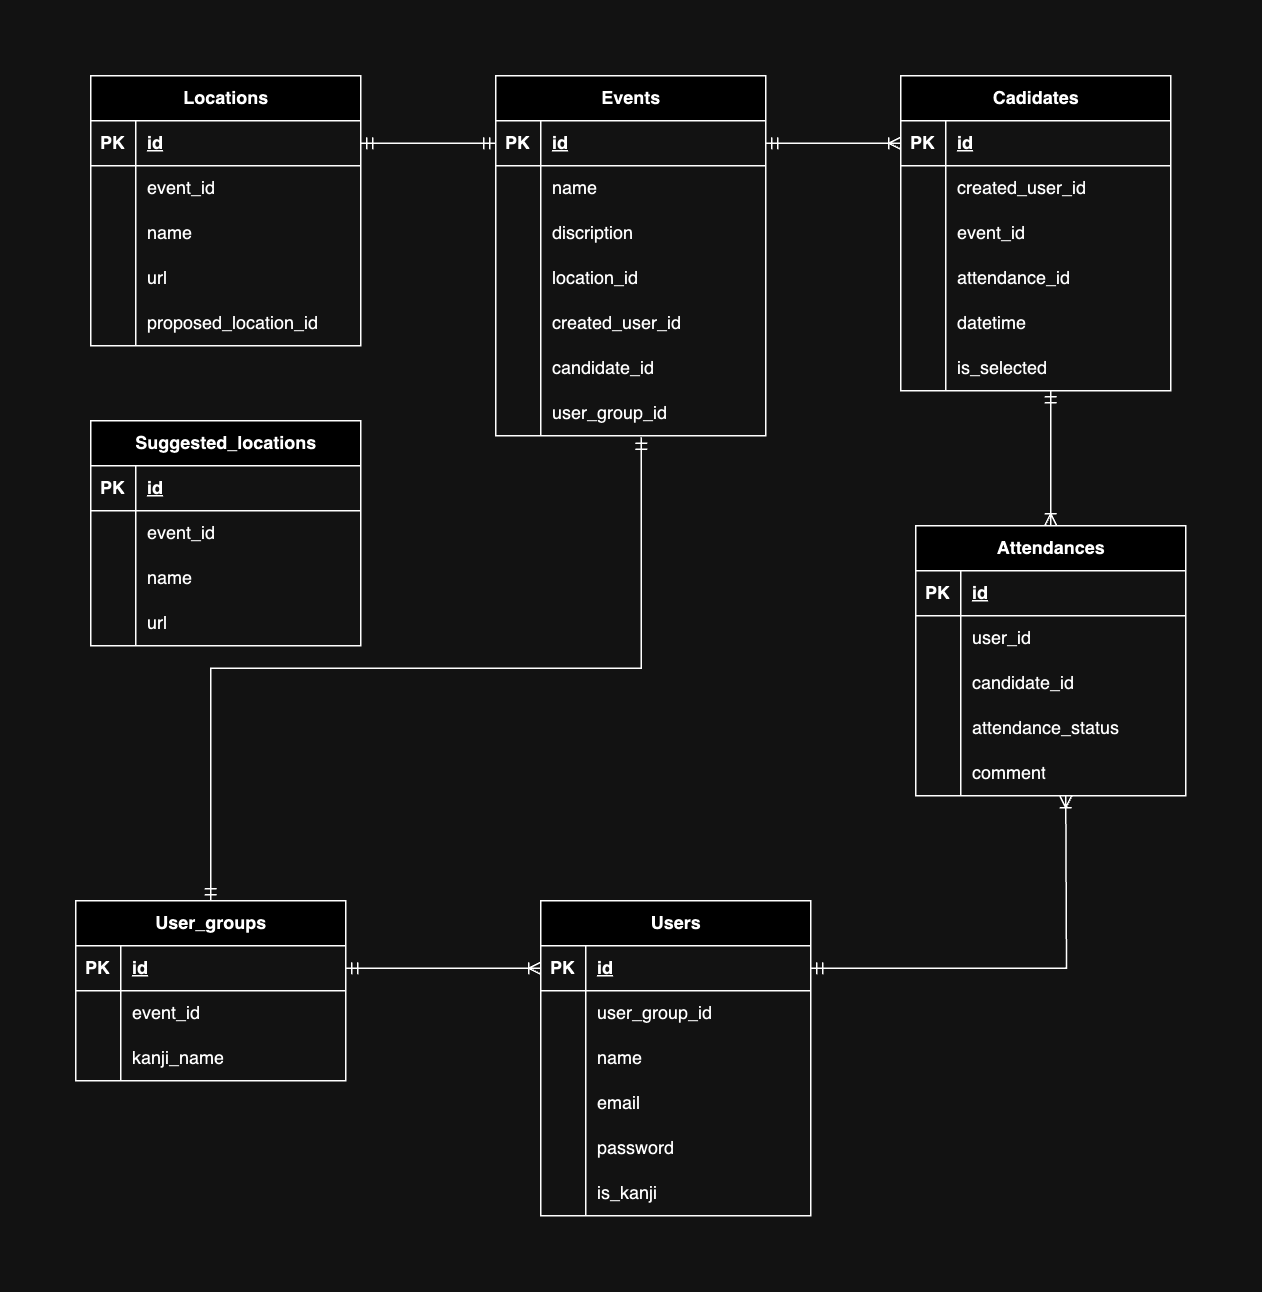 Locations
PK id
event_id
name
url
proposed_location_id
Events
PK id
name
discription
location_id
created_user_id
candidate_id
user_group_id
Cadidates
PK id
created_user_id
event_id
attendance_id
datetime
is_selected
Suggested_locations
PK id
event_id
name
url
Attendances
PK id
user_id
candidate_id
attendance_status
comment
User_groups
PK id
event_id
kanji_name
Users
PK id
user_group_id
name
email
password
is_kanji